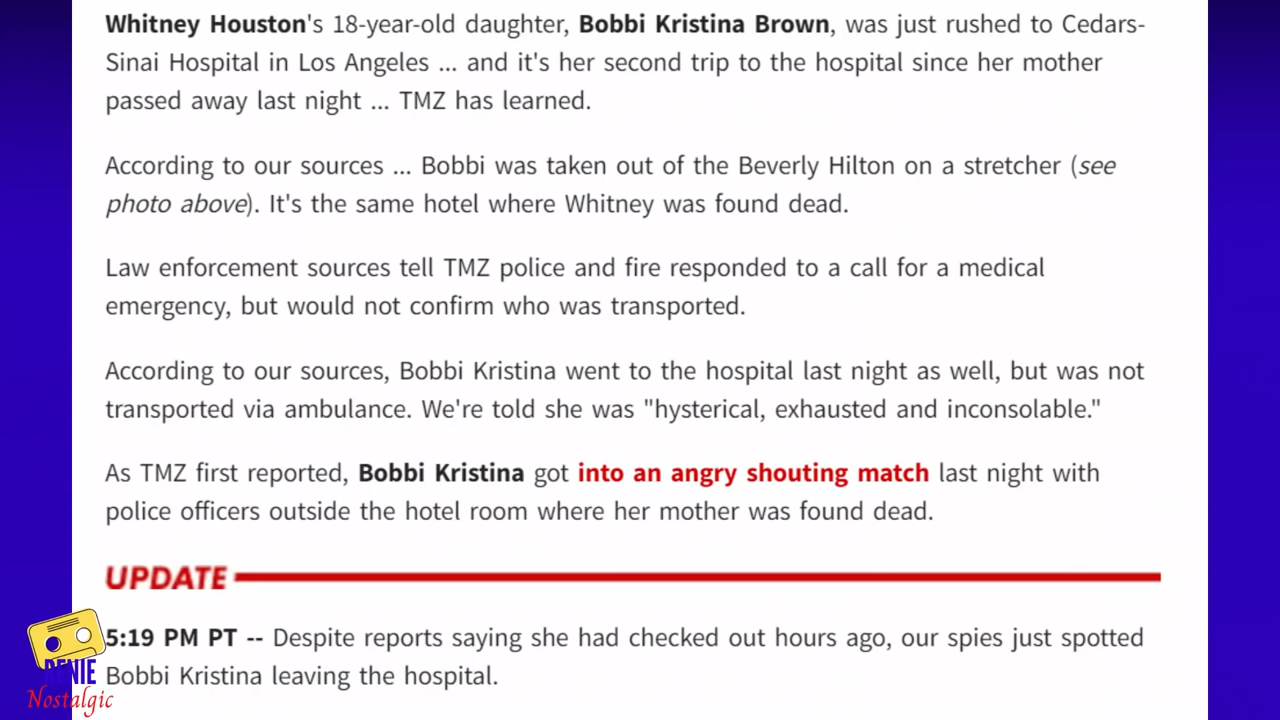 Whitney Houston's 18-year-old daughter, Bobbi Kristina Brown, was just rushed to Cedars-
Sinai Hospital in Los Angeles ... and it's her second trip to the hospital since her mother
passed away last night ... TMZ has learned.
According to our sources ... Bobbi was taken out of the Beverly Hilton on a stretcher (see
photo above). It's the same hotel where Whitney was found dead.
Law enforcement sources tell TMZ police and fire responded to a call for a medical
emergency, but would not confirm who was transported.
According to our sources, Bobbi Kristina went to the hospital last night as well, but was not
transported via ambulance. We're told she was "hysterical, exhausted and inconsolable."
As TMZ first reported, Bobbi Kristina got into an angry shouting match last night with
police officers outside the hotel room where her mother was found dead.
UPDATE
5:19 PM PT -- Despite reports saying she had checked out hours ago, our spies just spotted
Bobbi Kristina leaving the hospital.
Nostalgic